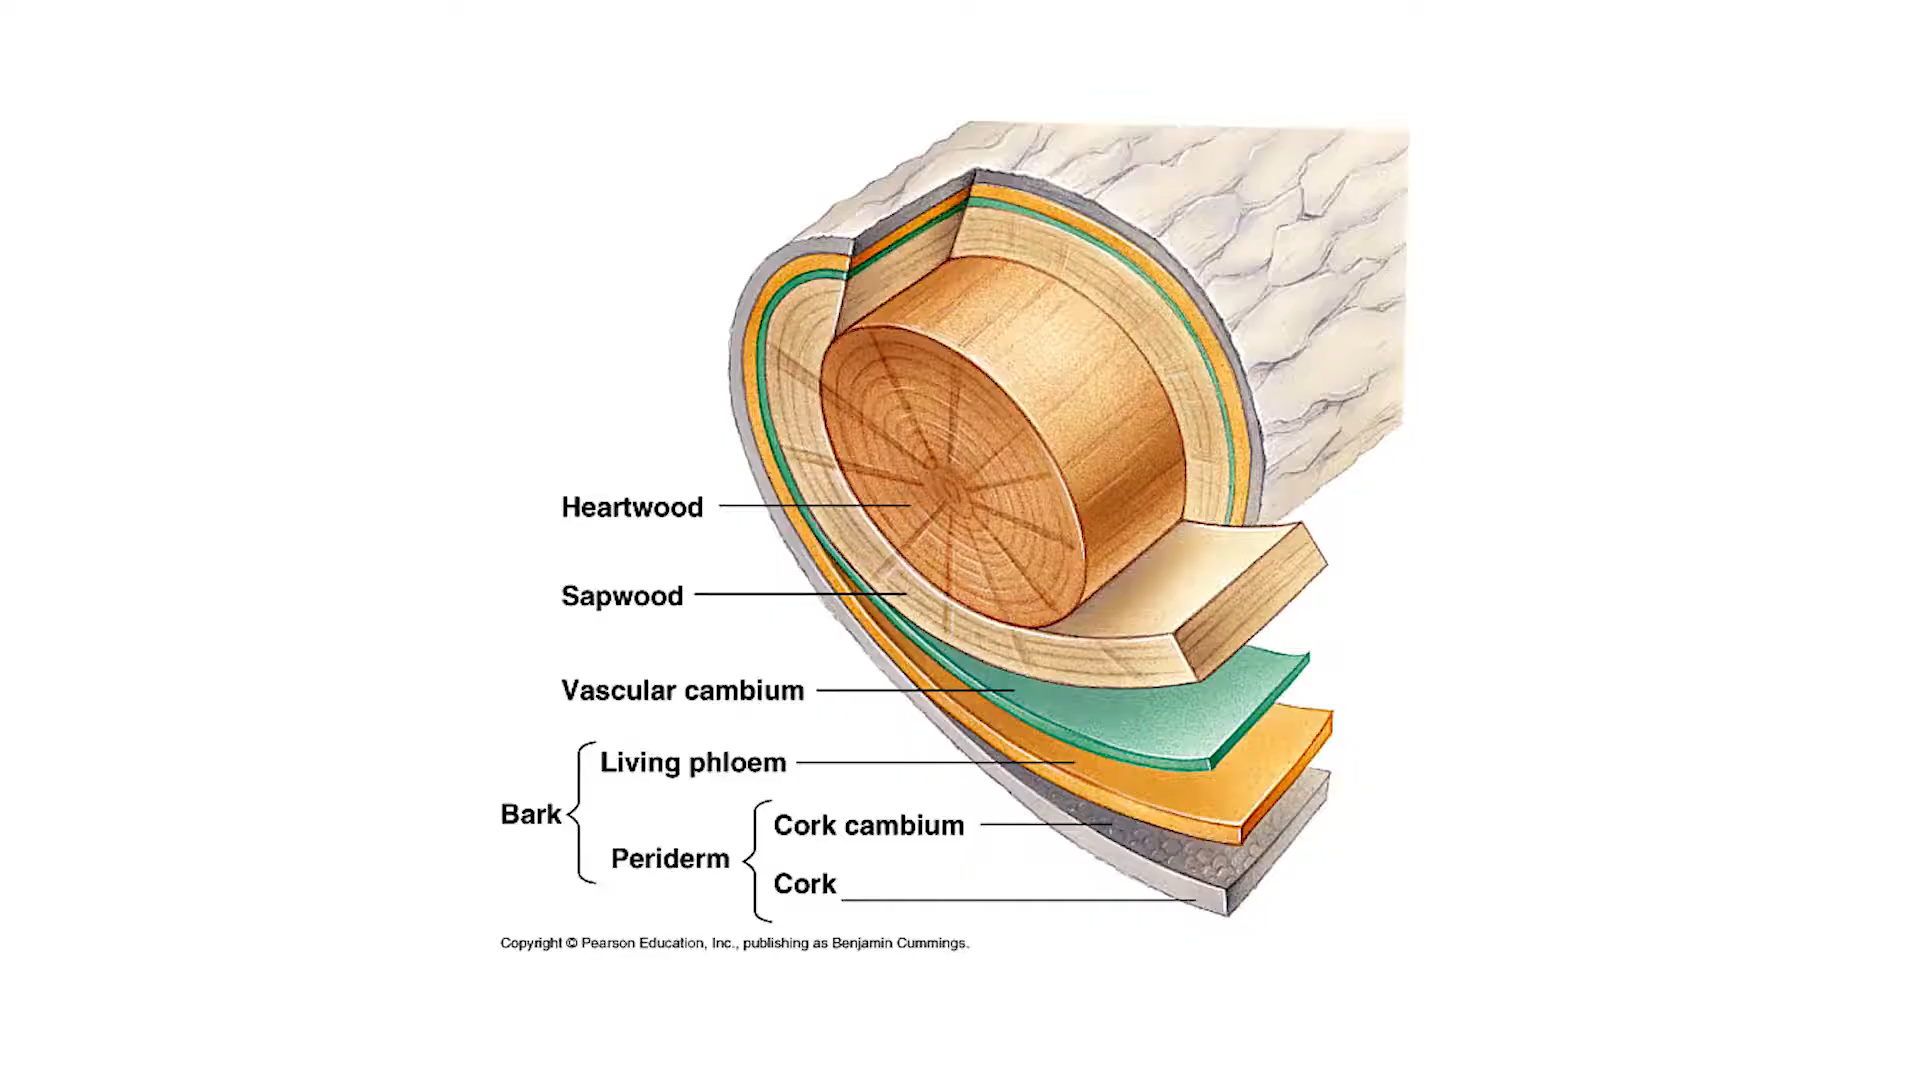 Heartwood
Sapwood
Vascular cambium
Living phloem
Bark
Cork cambium
Periderm
Cork
Copyright © Pearson Education, Inc., publishing as Benjamin Cummings.